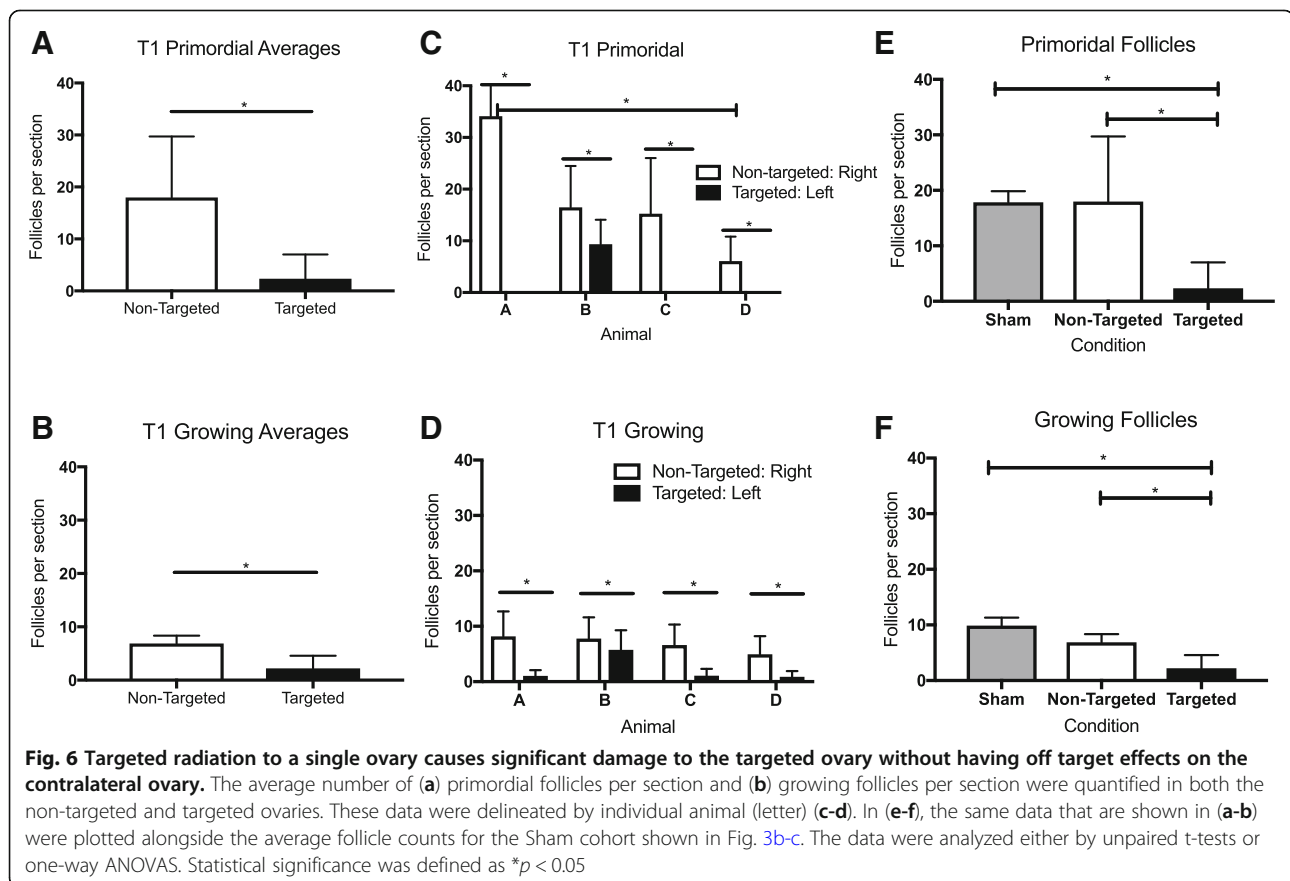 A
T1 Primordial Averages
Follicles per section
40
30
20
10
0
*
Non-Targeted
Targeted
C
T1 Primoridal
Follicles per section
40
30
20
10
0
*
*
*
*
*
Non-targeted: Right
Targeted: Left
A
B
C
D
Animal
E
Primoridal Follicles
Follicles per section
40
30
20
10
0
*
*
Sham
Non-Targeted
Targeted
Condition
B
T1 Growing Averages
Follicles per section
40
30
20
10
0
*
Non-Targeted
Targeted
D
T1 Growing
Follicles per section
40
30
20
10
0
Non-Targeted: Right
Targeted: Left
*
*
*
*
A
B
C
D
Animal
F
Growing Follicles
Follicles per section
40
30
20
10
0
*
*
Sham
Non-Targeted
Targeted
Condition
Fig. 6 Targeted radiation to a single ovary causes significant damage to the targeted ovary without having off target effects on the
contralateral ovary. The average number of (a) primordial follicles per section and (b) growing follicles per section were quantified in both the
non-targeted and targeted ovaries. These data were delineated by individual animal (letter) (c-d). In (e-f), the same data that are shown in (a-b)
were plotted alongside the average follicle counts for the Sham cohort shown in Fig. 3b-c. The data were analyzed either by unpaired t-tests or
one-way ANOVAS. Statistical significance was defined as *p < 0.05